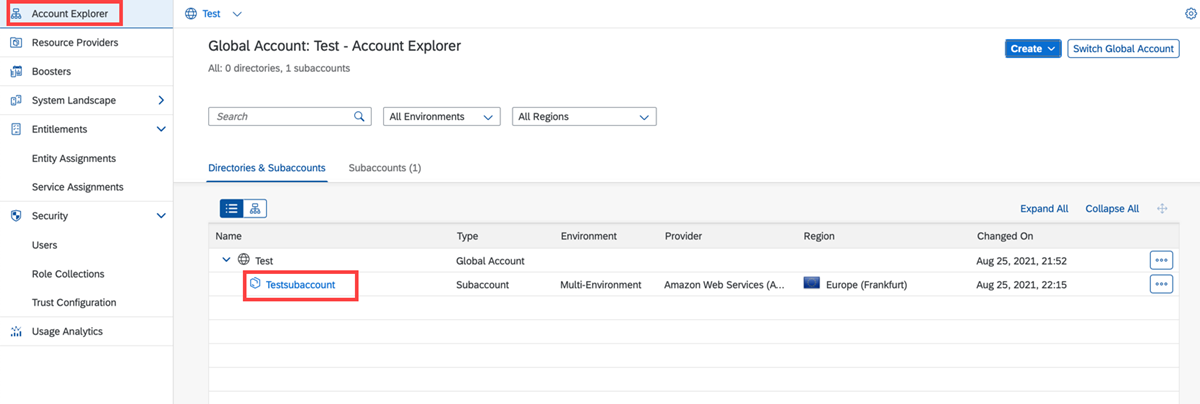 Account Explorer
Resource Providers
Boosters
System Landscape
Entitlements
Entity Assignments
Service Assignments
Security
Users
Role Collections
Trust Configuration
Usage Analytics
Test
Global Account: Test - Account Explorer
All: 0 directories, 1 subaccounts
Create
Switch Global Account
Search
All Environments
All Regions
Directories & Subaccounts
Subaccounts (1)
Expand All
Collapse All
Name Type Environment Provider Region Changed On
Test Global Account Aug 25, 2021, 21:52
Testsubaccount Subaccount Multi-Environment Amazon Web Services (A... Europe (Frankfurt) Aug 25, 2021, 22:15